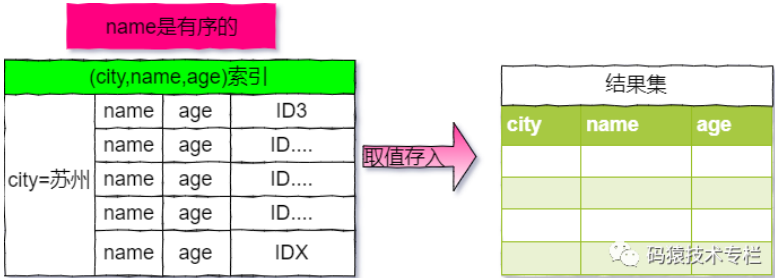 name是有序的
(city,name,age)索引
city=苏州
name age ID3
name age ID....
name age ID....
name age ID....
name age IDX
取值存入
结果集
city name age
码猿技术专栏